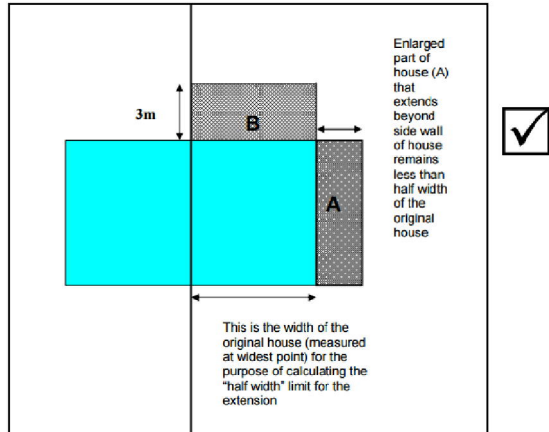 Enlarged
part of
house (A)
that
extends
beyond
side wall
of house
remains
less than
half width
of the
original
house
3m
B
A
This is the width of the
original house (measured
at widest point) for the
purpose of calculating the
“half width” limit for the
extension